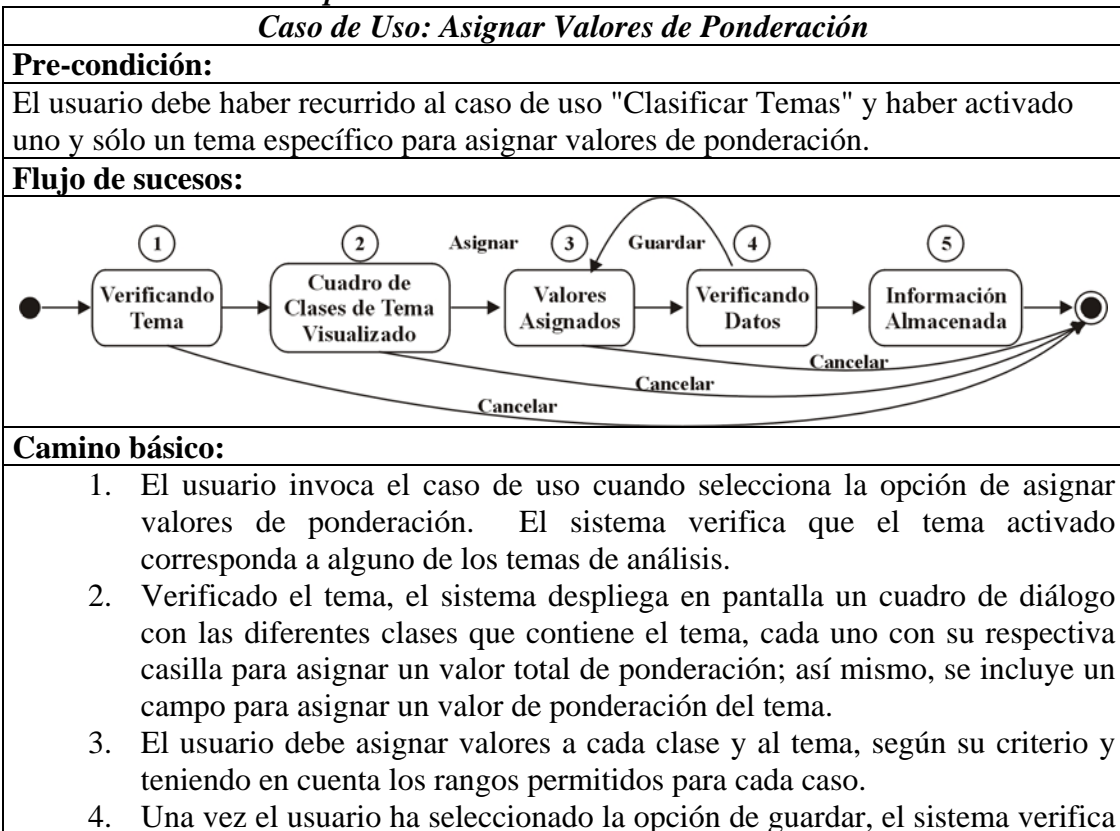 Caso de Uso: Asignar Valores de Ponderación
Pre-condición:
El usuario debe haber recurrido al caso de uso "Clasificar Temas" y haber activado
uno y sólo un tema específico para asignar valores de ponderación.
Flujo de sucesos:
1
2
Asignar
3
Guardar
4
5
Verificando
Tema
Cuadro de
Clases de Tema
Visualizado
Valores
Asignados
Verificando
Datos
Información
Almacenada
Cancelar
Cancelar
Cancelar
Camino básico:
1. El usuario invoca el caso de uso cuando selecciona la opción de asignar
valores de ponderación. El sistema verifica que el tema activado
corresponda a alguno de los temas de análisis.
2. Verificado el tema, el sistema despliega en pantalla un cuadro de diálogo
con las diferentes clases que contiene el tema, cada uno con su respectiva
casilla para asignar un valor total de ponderación; así mismo, se incluye un
campo para asignar un valor de ponderación del tema.
3. El usuario debe asignar valores a cada clase y al tema, según su criterio y
teniendo en cuenta los rangos permitidos para cada caso.
4. Una vez el usuario ha seleccionado la opción de guardar, el sistema verifica